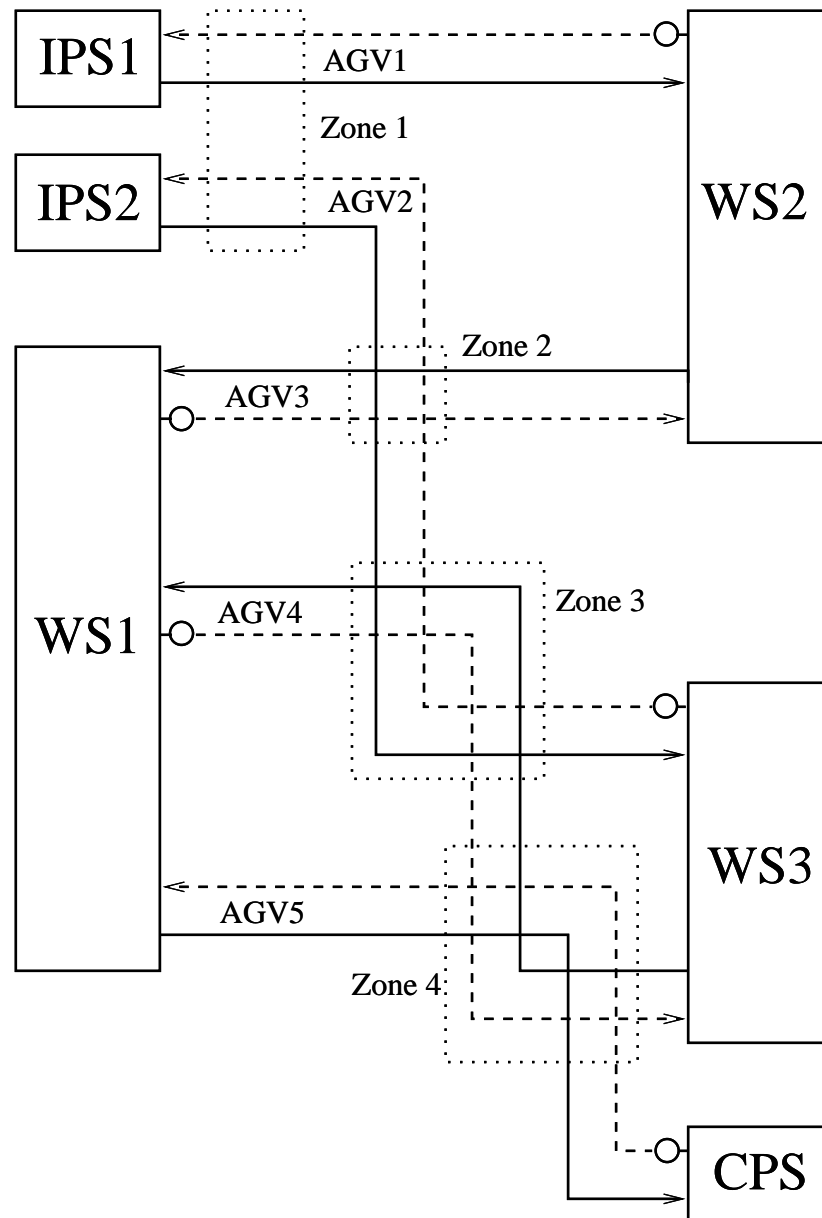 IPS1
AGV1
Zone 1
IPS2
AGV2
WS2
Zone 2
AGV3
WS1
AGV4
Zone 3
WS3
AGV5
Zone 4
CPS